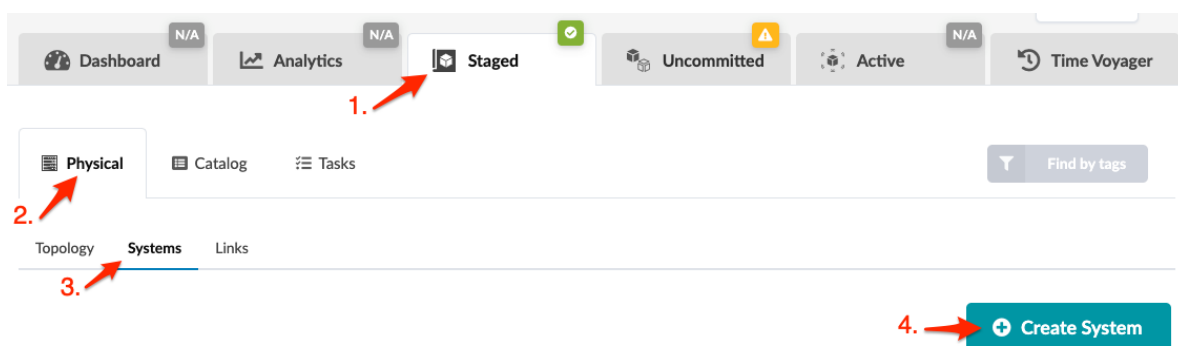 N/A N/A N/A
Dashboard Analytics Staged Uncommitted Active Time Voyager
1.
Physical Catalog Tasks Find by tags
2.
Topology Systems Links
3.
4. Create System